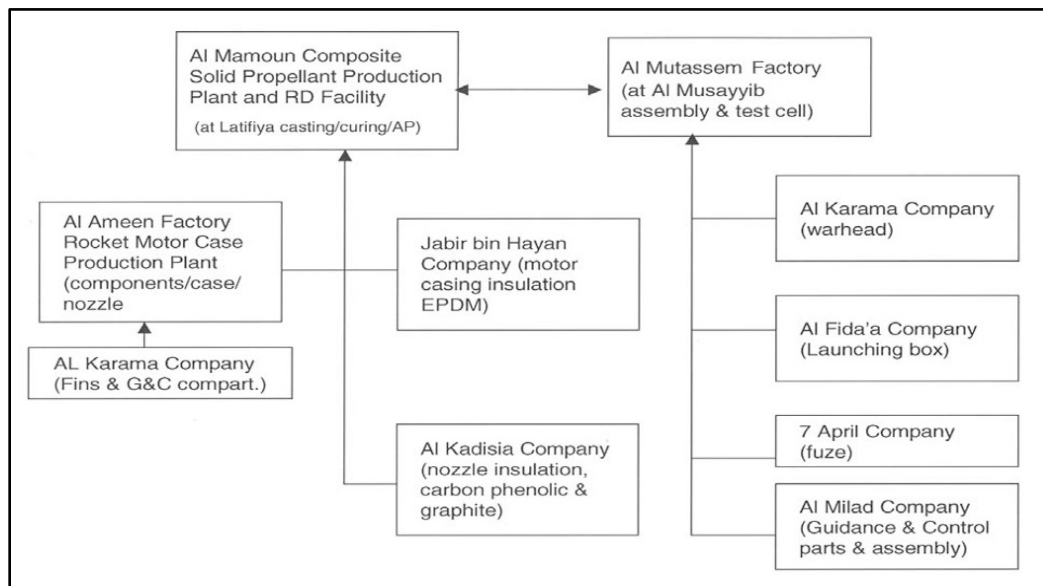 Al Mamoun Composite
Solid Propellant Production
Plant and RD Facility
(at Latifiya casting/curing/AP)
Al Mutassem Factory
(at Al Musayyib
assembly & test cell)
Al Ameen Factory
Rocket Motor Case
Production Plant
(components/case/
nozzle
Jabir bin Hayan
Company (motor
casing insulation
EPDM)
Al Karama Company
(warhead)
AL Karama Company
(Fins & G&C compart.)
Al Fida'a Company
(Launching box)
Al Kadisia Company
(nozzle insulation,
carbon phenolic &
graphite)
7 April Company
(fuze)
Al Milad Company
(Guidance & Control
parts & assembly)